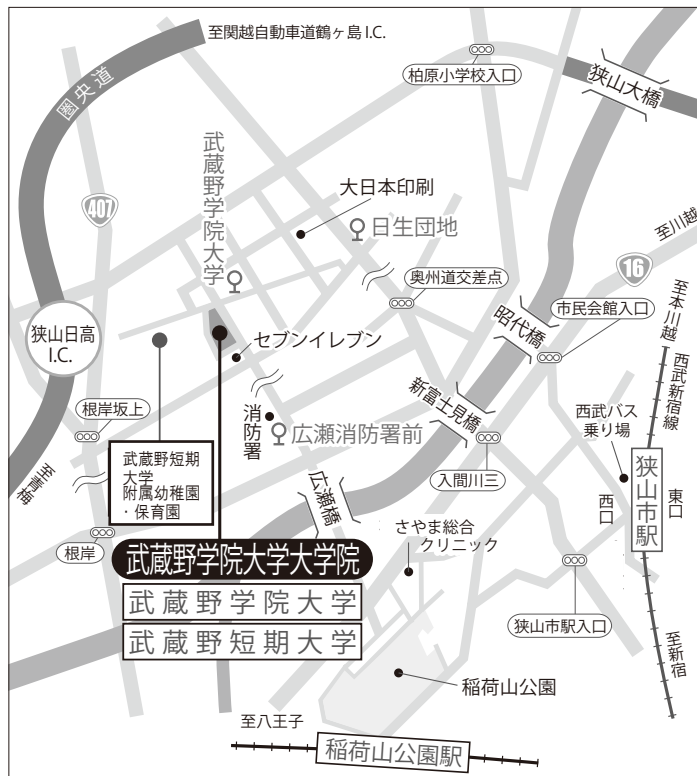 至関越自動車道鶴ヶ島 I.C.
圏央道
柏原小学校入口
狭山大橋
407
武蔵野学院大学
大日本印刷
日生団地
至川越
16
奥州道交差点
市民会館入口
昭代橋
至本川越
西武新宿線
狭山日高
I.C.
セブンイレブン
新富士見橋
根岸坂上
消防署
広瀬消防署前
西武バス
乗り場
入間川三
狭山市駅
東口
西口
至青梅
武蔵野短期
大学
附属幼稚園
・保育園
広瀬橋
さやま総合
クリニック
根岸
武蔵野学院大学大学院
武蔵野学院大学
武蔵野短期大学
狭山市駅入口
至新宿
稲荷山公園
至八王子
稲荷山公園駅